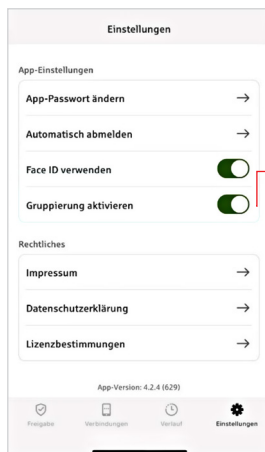 Einstellungen
App-Einstellungen
App-Passwort ändern
Automatisch abmelden
Face ID verwenden
Gruppierung aktivieren
Rechtliches
Impressum
Datenschutzerklärung
Lizenzbestimmungen
App-Version: 4.2.4 (629)
Freigabe Verbindungen Verlauf Einstellungen